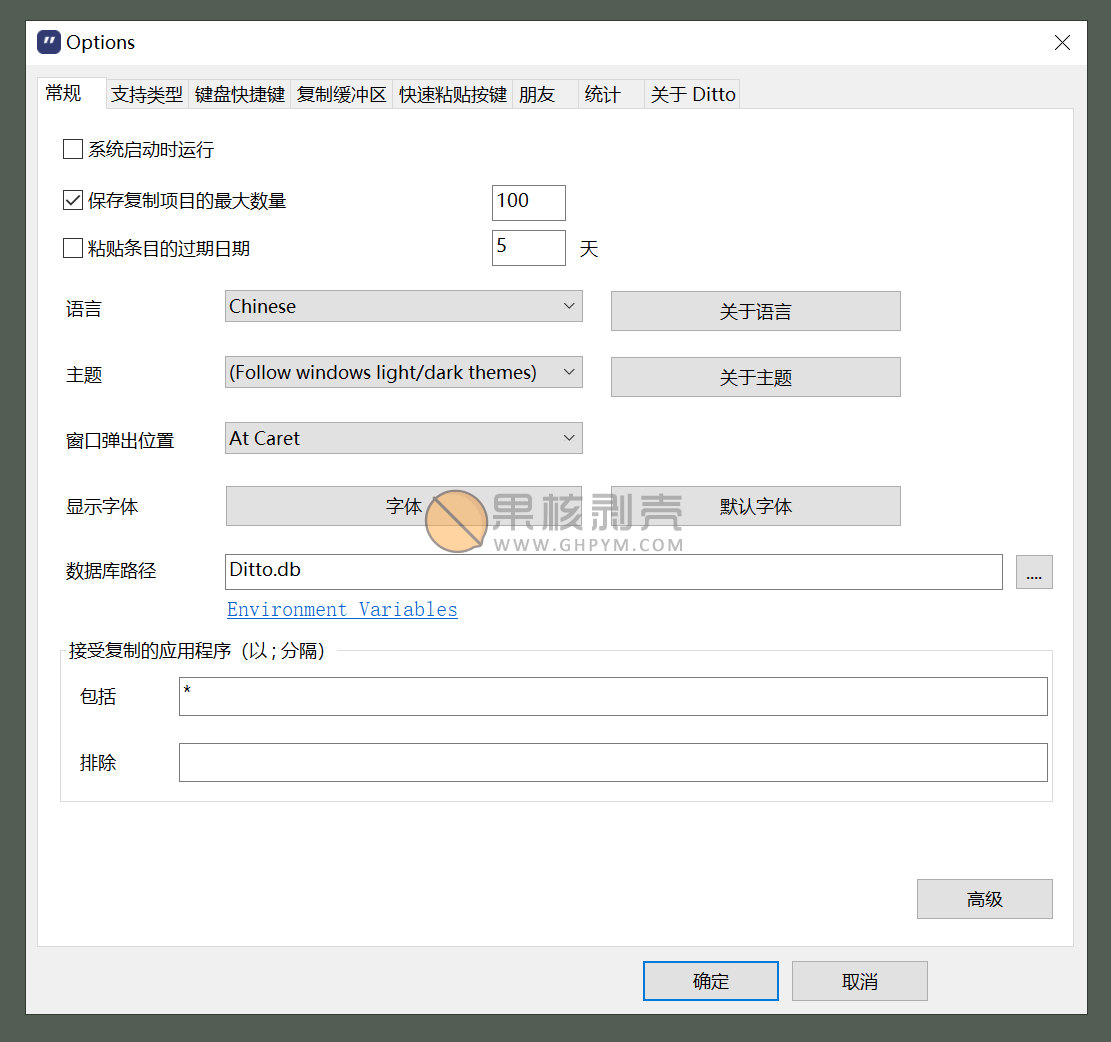 Options
常规 支持类型 键盘快捷键 复制缓冲区 快速粘贴按键 朋友 统计 关于 Ditto
系统启动时运行
保存复制项目的最大数量 100
粘贴条目的过期日期 5 天
语言 Chinese 关于语言
主题 (Follow windows light/dark themes) 关于主题
窗口弹出位置 At Caret
显示字体 字体 默认字体
果核剥壳
WWW.GHPYM.COM
数据库路径 Ditto.db ....
Environment Variables
接受复制的应用程序（以 ; 分隔）
包括 *
排除
高级
确定 取消